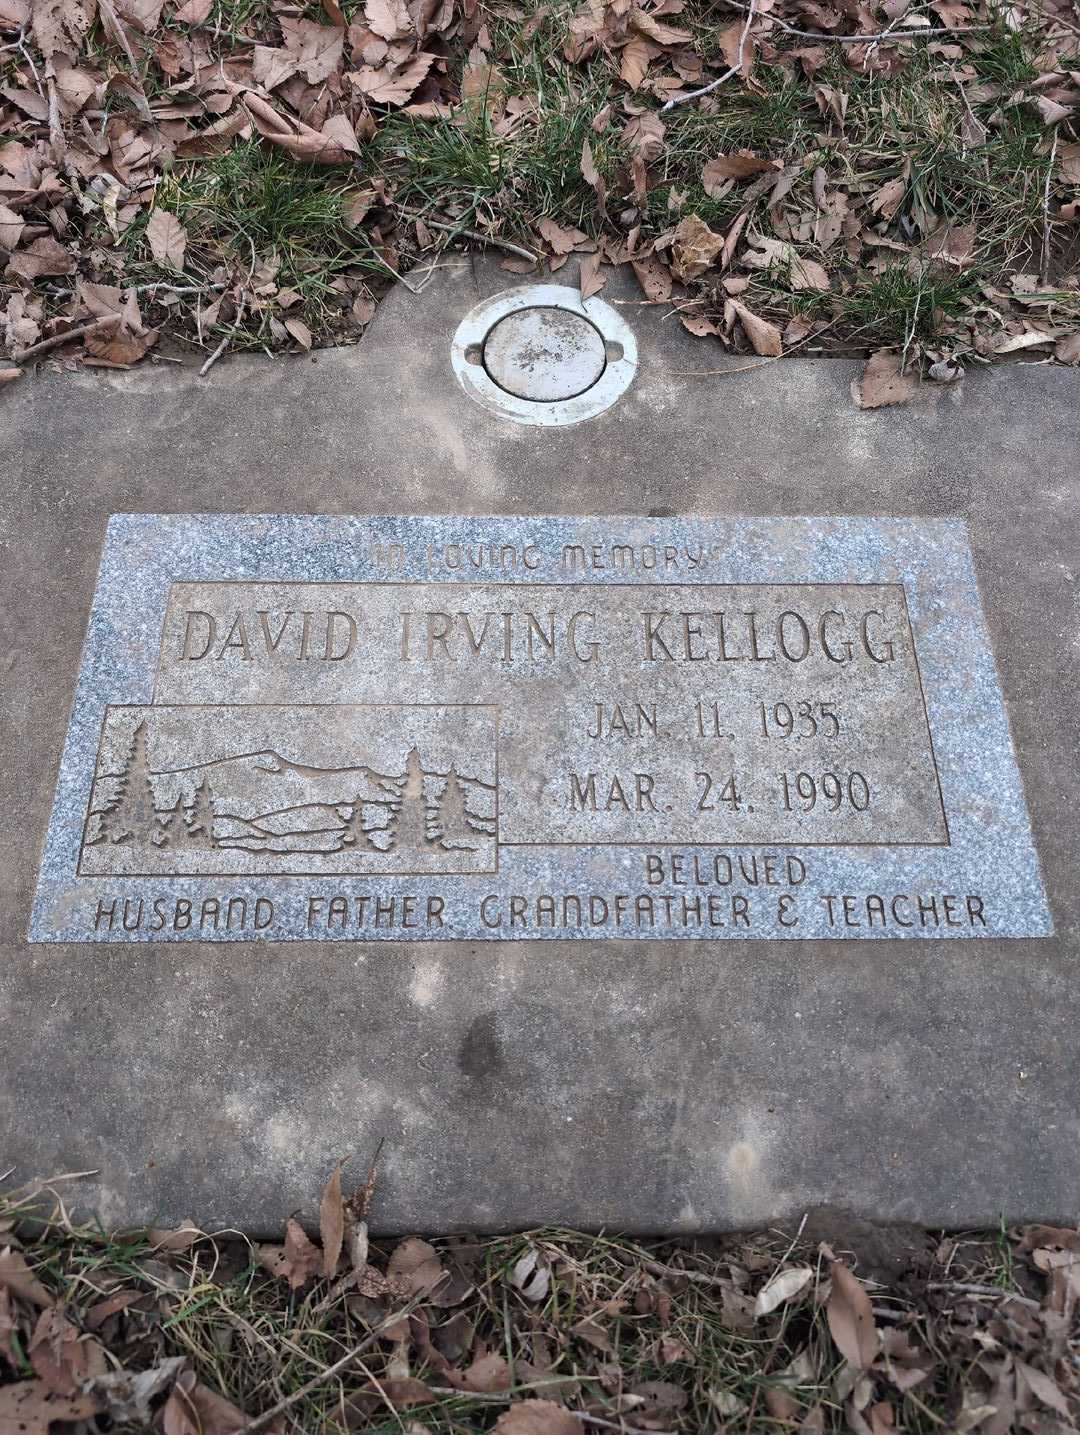 IN LOVING MEMORY
DAVID IRVING KELLOGG
JAN. 11, 1935
MAR. 24, 1990
BELOVED
HUSBAND, FATHER, GRANDFATHER & TEACHER